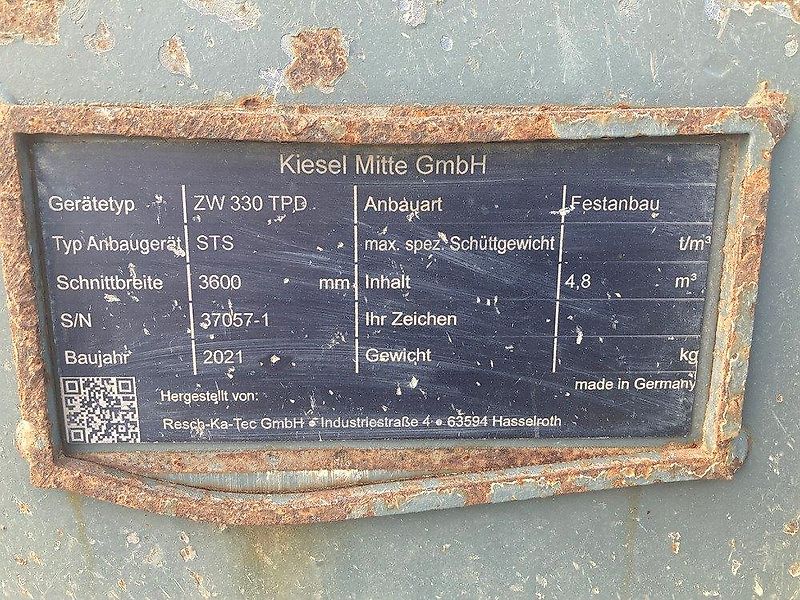 Kiesel Mitte GmbH
Gerätetyp ZW 330 TPD Anbauart Festanbau
Typ Anbaugerät STS max. spez. Schüttgewicht t/m³
Schnittbreite 3600 mm Inhalt 4,8 m³
S/N 37057-1 Ihr Zeichen
Baujahr 2021 Gewicht kg
made in Germany
Hergestellt von:
Resch-Ka-Tec GmbH • Industriestraße 4 • 63594 Hasselroth